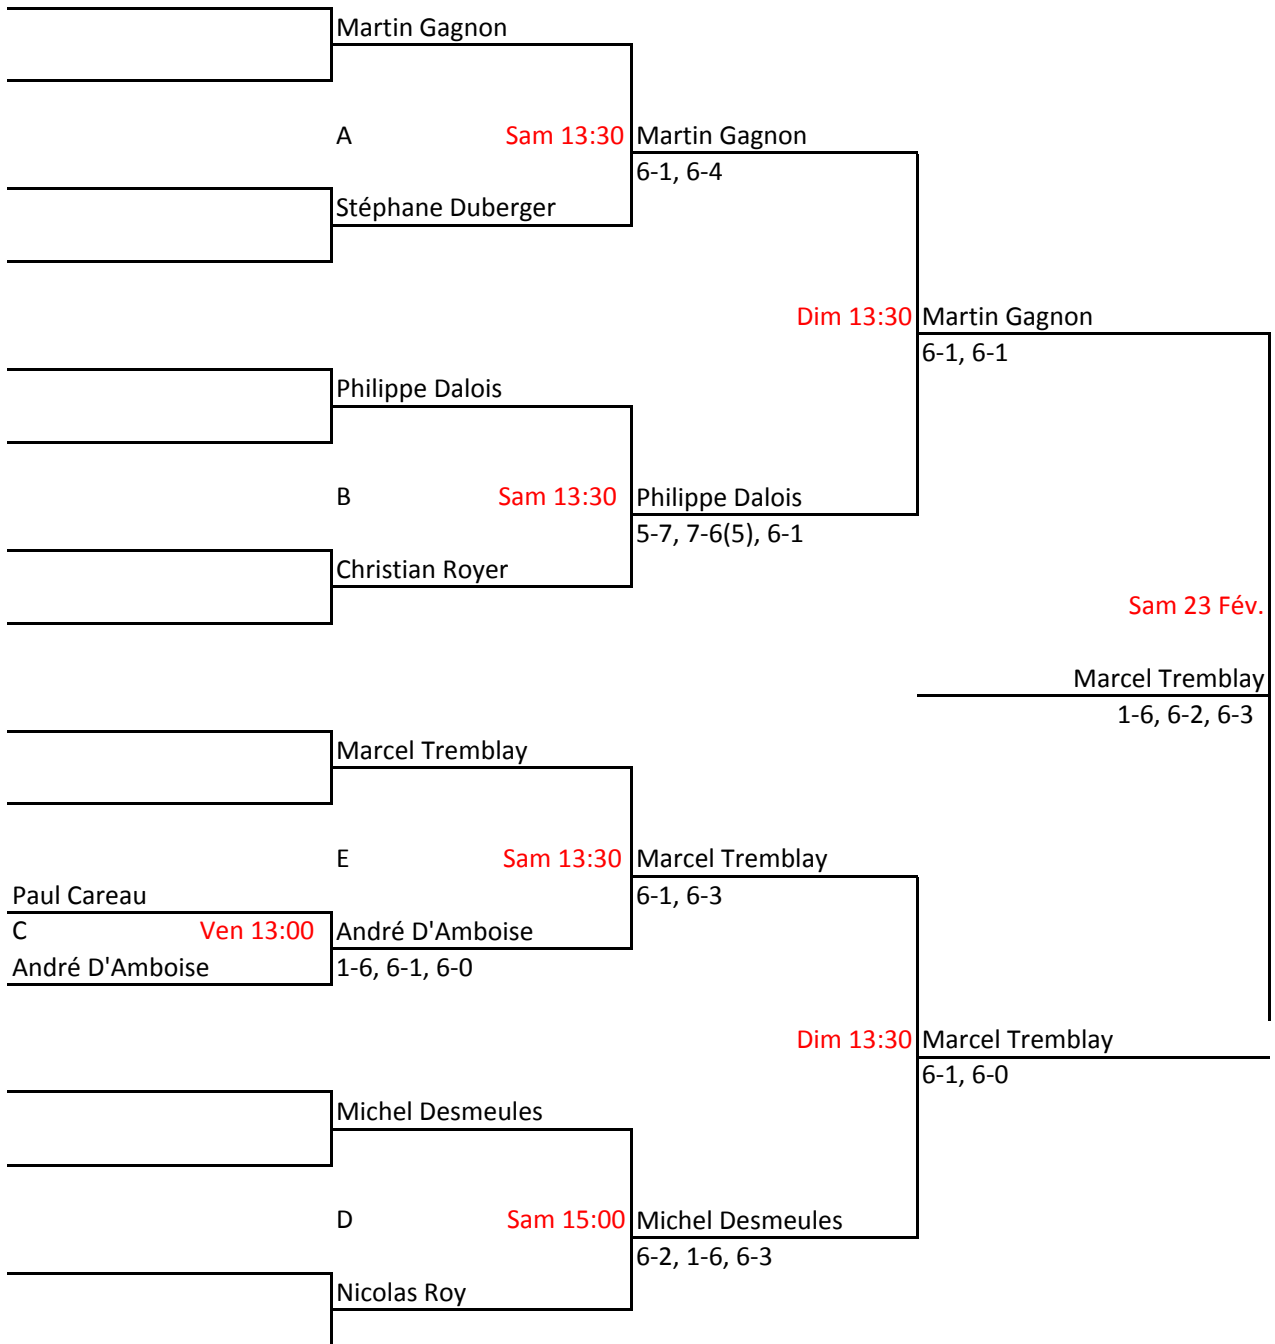 Martin Gagnon
A Sam 13:30 Martin Gagnon
6-1, 6-4
Stéphane Duberger
Dim 13:30 Martin Gagnon
6-1, 6-1
Philippe Dalois
B Sam 13:30 Philippe Dalois
5-7, 7-6(5), 6-1
Christian Royer
Sam 23 Fév.
Marcel Tremblay
1-6, 6-2, 6-3
Marcel Tremblay
E Sam 13:30 Marcel Tremblay
Paul Careau 6-1, 6-3
C Ven 13:00 André D'Amboise
André D'Amboise 1-6, 6-1, 6-0
Dim 13:30 Marcel Tremblay
6-1, 6-0
Michel Desmeules
D Sam 15:00 Michel Desmeules
6-2, 1-6, 6-3
Nicolas Roy